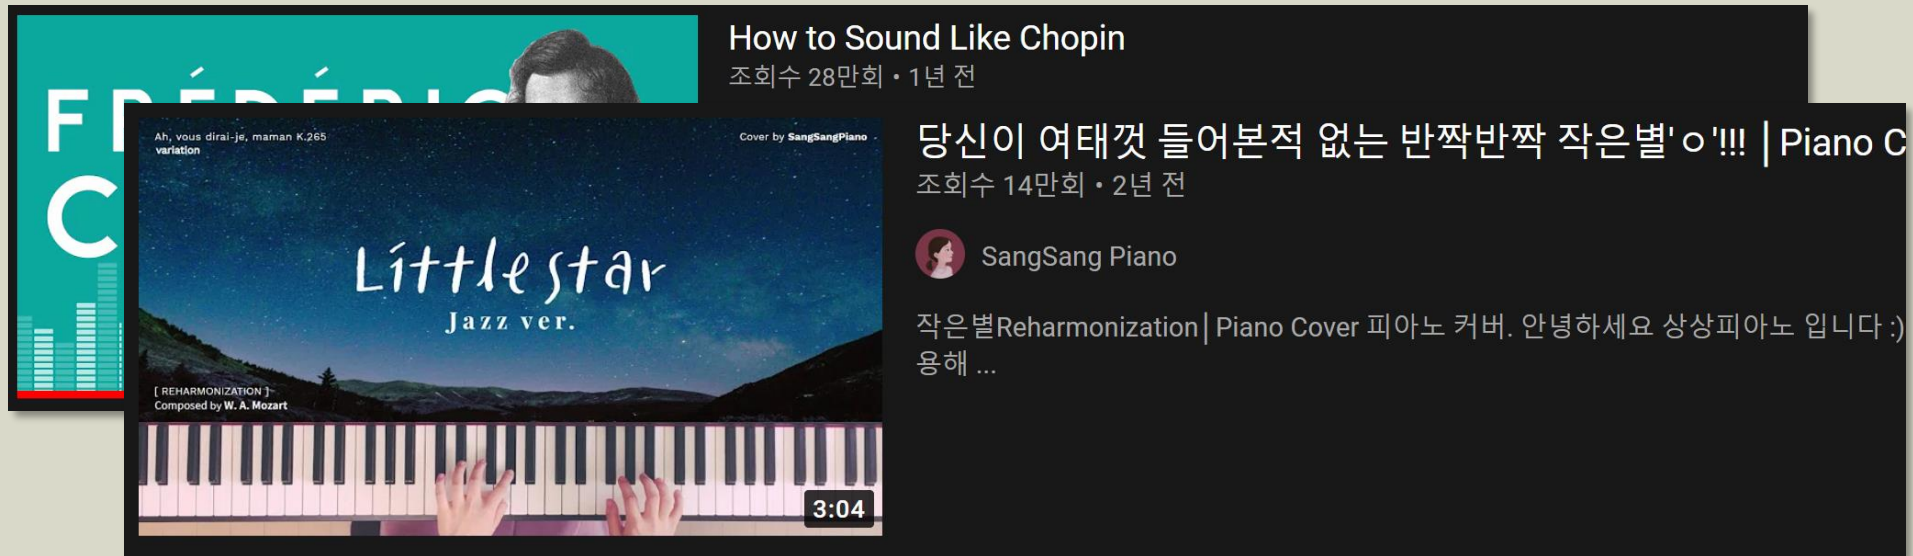 How to Sound Like Chopin
조회수 28만회 • 1년 전
Ah, vous dirai-je, maman K.265
variation
Cover by SangSangPiano
Little star
Jazz ver.
[ REHARMONIZATION ]
Composed by W. A. Mozart
3:04
당신이 여태껏 들어본적 없는 반짝반짝 작은별'ㅇ'!!! | Piano C
조회수 14만회 • 2년 전
SangSang Piano
작은별Reharmonization | Piano Cover 피아노 커버. 안녕하세요 상상피아노 입니다 :)
용해 ...